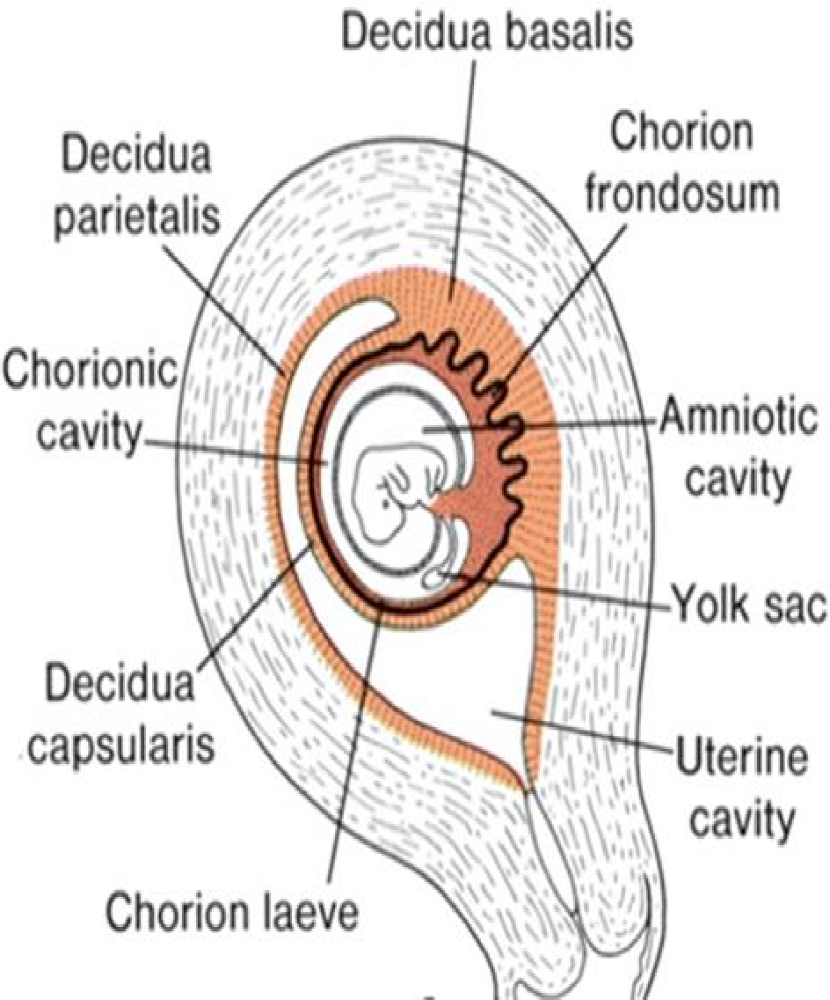 Decidua basalis
Chorion
frondosum
Decidua
parietalis
Chorionic
cavity
Amniotic
cavity
Yolk sac
Decidua
capsularis
Uterine
cavity
Chorion laeve